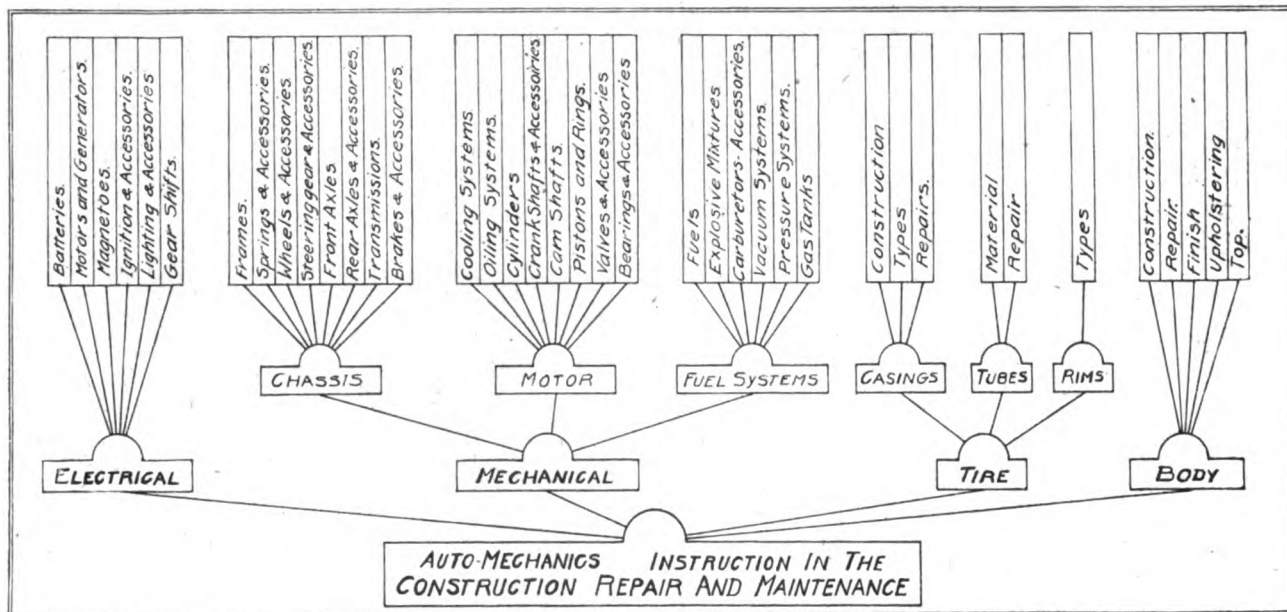 Batteries.
Motors and Generators.
Magnetoes.
Ignition & Accessories.
Lighting & Accessories
Gear Shifts.
Frames.
Springs & Accessories.
Wheels & Accessories
Steeringgear & Accessories
Front Axles
Rear Axles & Accessories
Transmissions.
Brakes & Accessories.
Cooling Systems
Oiling Systems.
Cylinders
Crank Shafts & Accessoiries
Cam Shafts.
Pistons and Rings.
Valves & Accessories
Bearings & Accessories
Fuels
Explosive Mixtures
Carburetors-Accessories.
Vacuum Systems.
Pressure Systems.
Gas Tanks
Construction
Types
Repairs.
Material
Repair
Types
Construction.
Repair.
Finish
Upholstering
Top.
CHASSIS
MOTOR
FUEL SYSTEMS
CASINGS
TUBES
RIMS
ELECTRICAL
MECHANICAL
TIRE
BODY
AUTO-MECHANICS INSTRUCTION IN THE
CONSTRUCTION REPAIR AND MAINTENANCE